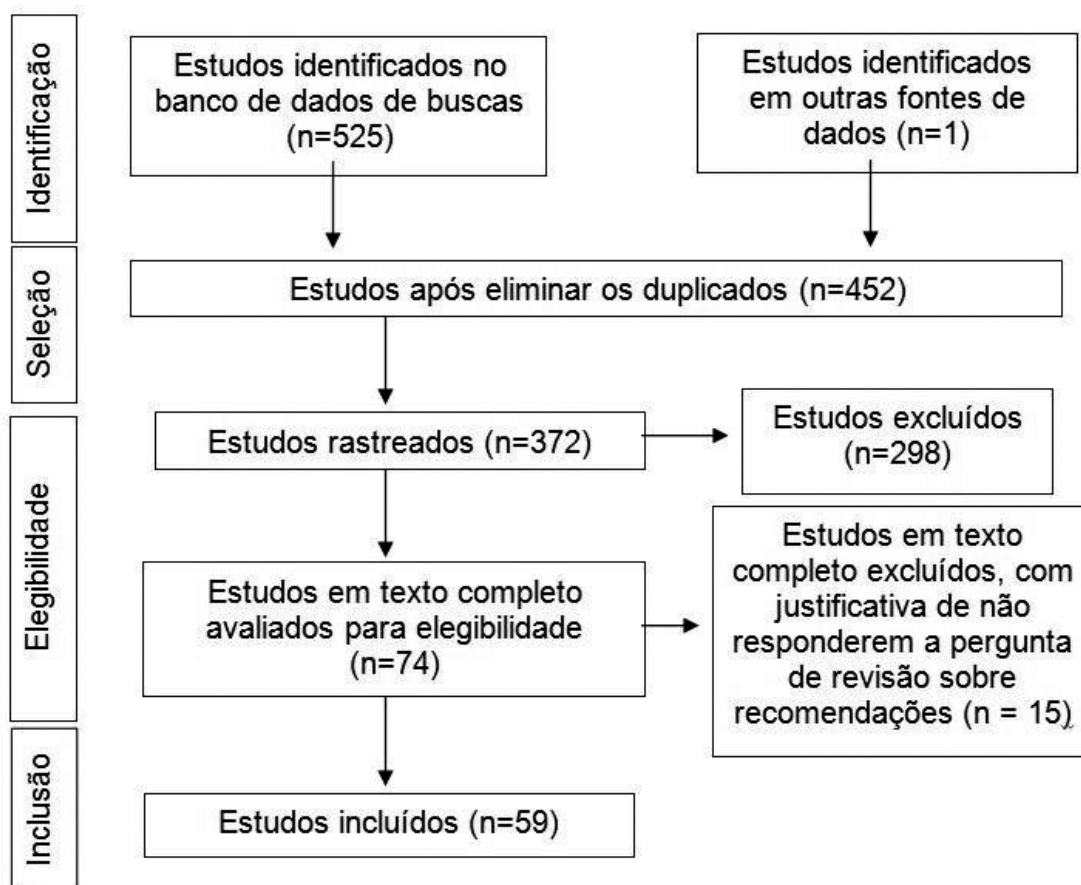 Identificação
Estudos identificados no
banco de dados de buscas
(n=525)
Estudos identificados
em outras fontes de
dados (n=1)
Seleção
Estudos após eliminar os duplicados (n=452)
Elegibilidade
Estudos rastreados (n=372)
Estudos excluídos
(n=298)
Estudos em texto completo
avaliados para elegibilidade
(n=74)
Estudos em texto
completo excluídos, com
justificativa de não
responderem a pergunta
de revisão sobre
recomendações (n = 15)
Inclusão
Estudos incluídos (n=59)